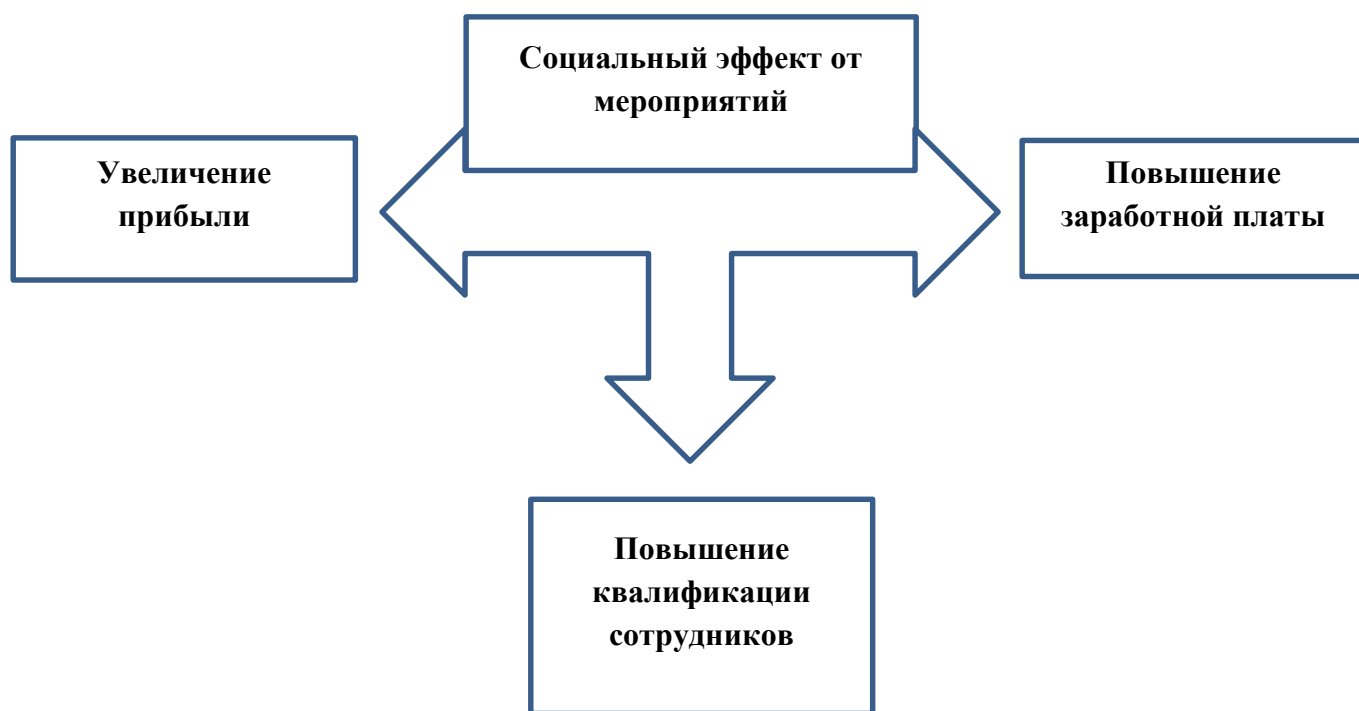 Социальный эффект от
мероприятий
Увеличение
прибыли
Повышение
заработной платы
Повышение
квалификации
сотрудников